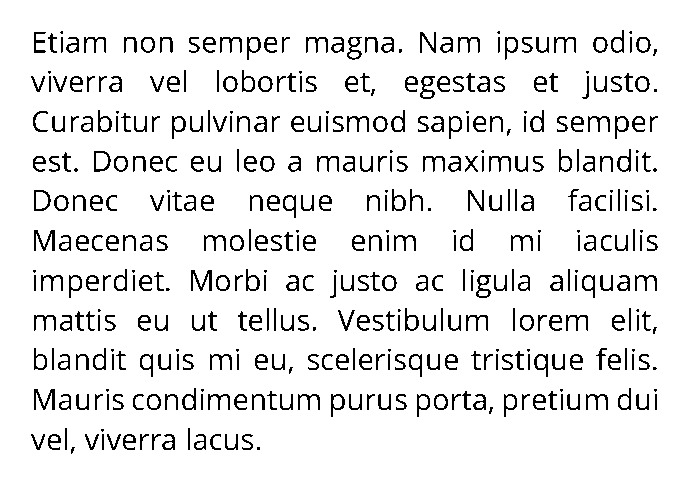 Etiam non semper magna. Nam ipsum odio,
viverra vel lobortis et, egestas et justo.
Curabitur pulvinar euismod sapien, id semper
est. Donec eu leo a mauris maximus blandit.
Donec vitae neque nibh. Nulla facilisi.
Maecenas molestie enim id mi iaculis
imperdiet. Morbi ac justo ac ligula aliquam
mattis eu ut tellus. Vestibulum lorem elit,
blandit quis mi eu, scelerisque tristique felis.
Mauris condimentum purus porta, pretium dui
vel, viverra lacus.